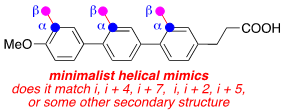 β β β
α α α
MeO COOH
minimalist helical mimics
does it match i, i + 4, i + 7, i, i + 2, i + 5,
or some other secondary structure